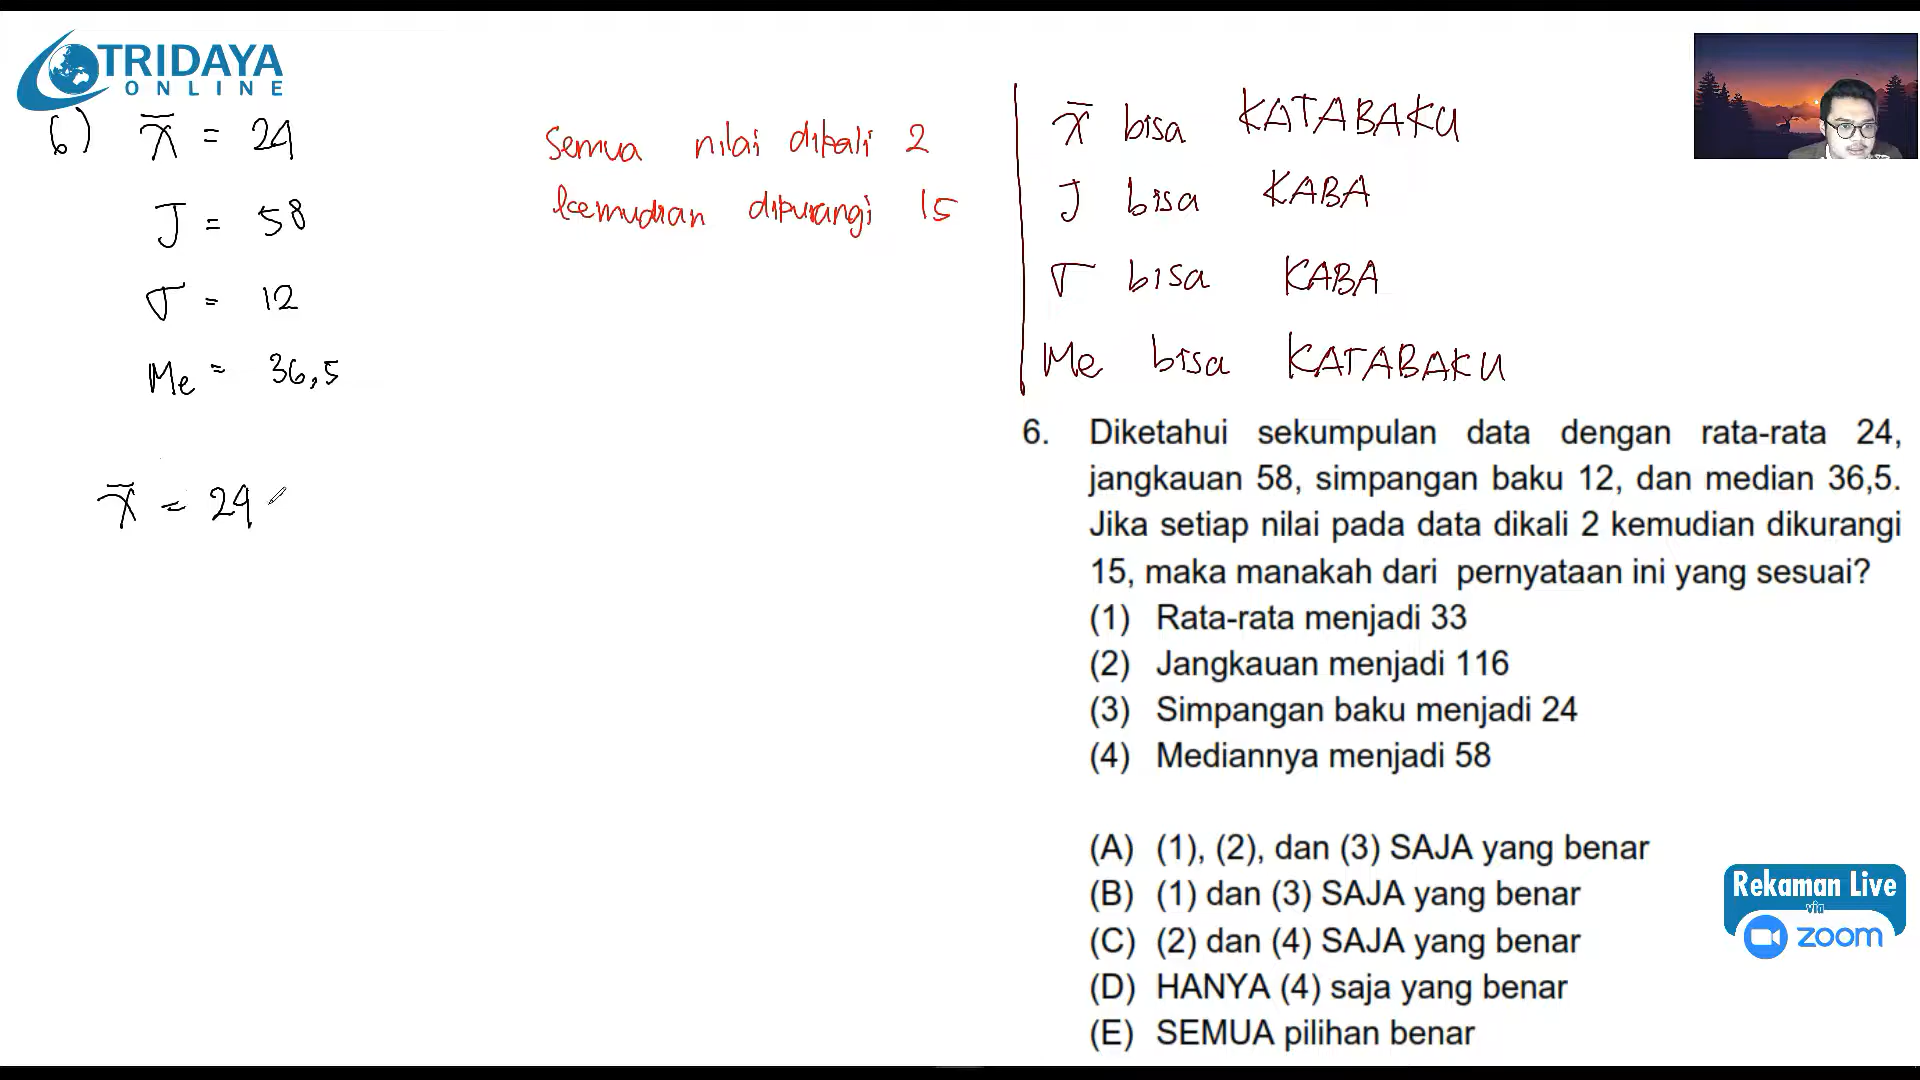 TRIDAYA
ONLINE
6) x̄ = 24
J = 58
σ = 12
Me = 36,5
Semua nilai dikali 2
kemudian dikurangi 15
x̄ bisa KATABAKU
J bisa KABA
σ bisa KABA
Me bisa KATABAKU
x̄ = 24
6. Diketahui sekumpulan data dengan rata-rata 24,
jangkauan 58, simpangan baku 12, dan median 36,5.
Jika setiap nilai pada data dikali 2 kemudian dikurangi
15, maka manakah dari pernyataan ini yang sesuai?
(1) Rata-rata menjadi 33
(2) Jangkauan menjadi 116
(3) Simpangan baku menjadi 24
(4) Mediannya menjadi 58
(A) (1), (2), dan (3) SAJA yang benar
(B) (1) dan (3) SAJA yang benar
(C) (2) dan (4) SAJA yang benar
(D) HANYA (4) saja yang benar
(E) SEMUA pilihan benar
Rekaman Live
via
zoom